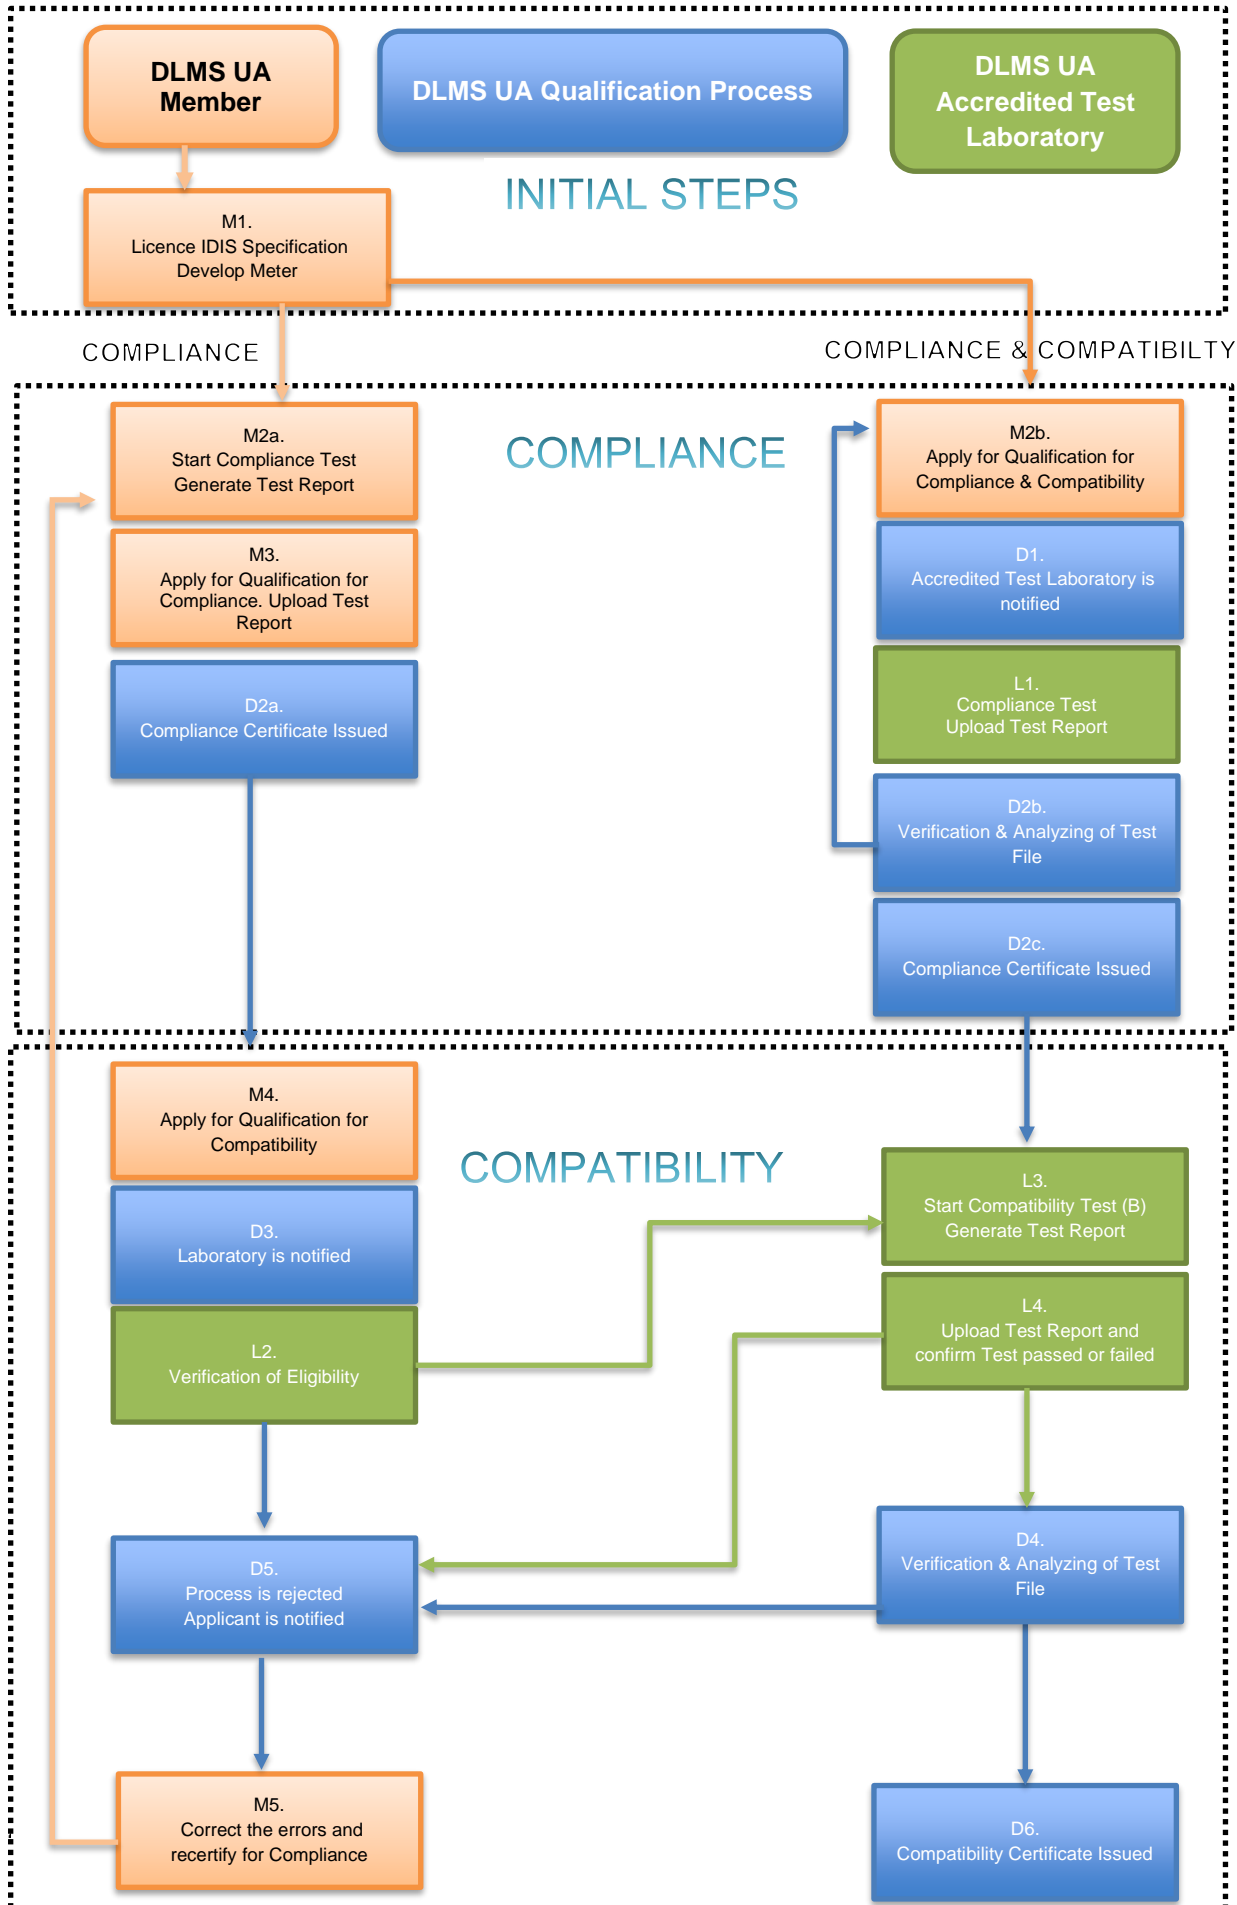 DLMS UA
Member
DLMS UA Qualification Process
DLMS UA
Accredited Test
Laboratory
INITIAL STEPS
M1.
Licence IDIS Specification
Develop Meter
COMPLIANCE
COMPLIANCE & COMPATIBILTY
M2a.
Start Compliance Test
Generate Test Report
COMPLIANCE
M2b.
Apply for Qualification for
Compliance & Compatibility
M3.
Apply for Qualification for
Compliance. Upload Test
Report
D1.
Accredited Test Laboratory is
notified
D2a.
Compliance Certificate Issued
L1.
Compliance Test
Upload Test Report
D2b.
Verification & Analyzing of Test
File
D2c.
Compliance Certificate Issued
M4.
Apply for Qualification for
Compatibility
COMPATIBILITY
L3.
Start Compatibility Test (B)
Generate Test Report
D3.
Laboratory is notified
L4.
Upload Test Report and
confirm Test passed or failed
L2.
Verification of Eligibility
D5.
Process is rejected
Applicant is notified
D4.
Verification & Analyzing of Test
File
M5.
Correct the errors and
recertify for Compliance
D6.
Compatibility Certificate Issued